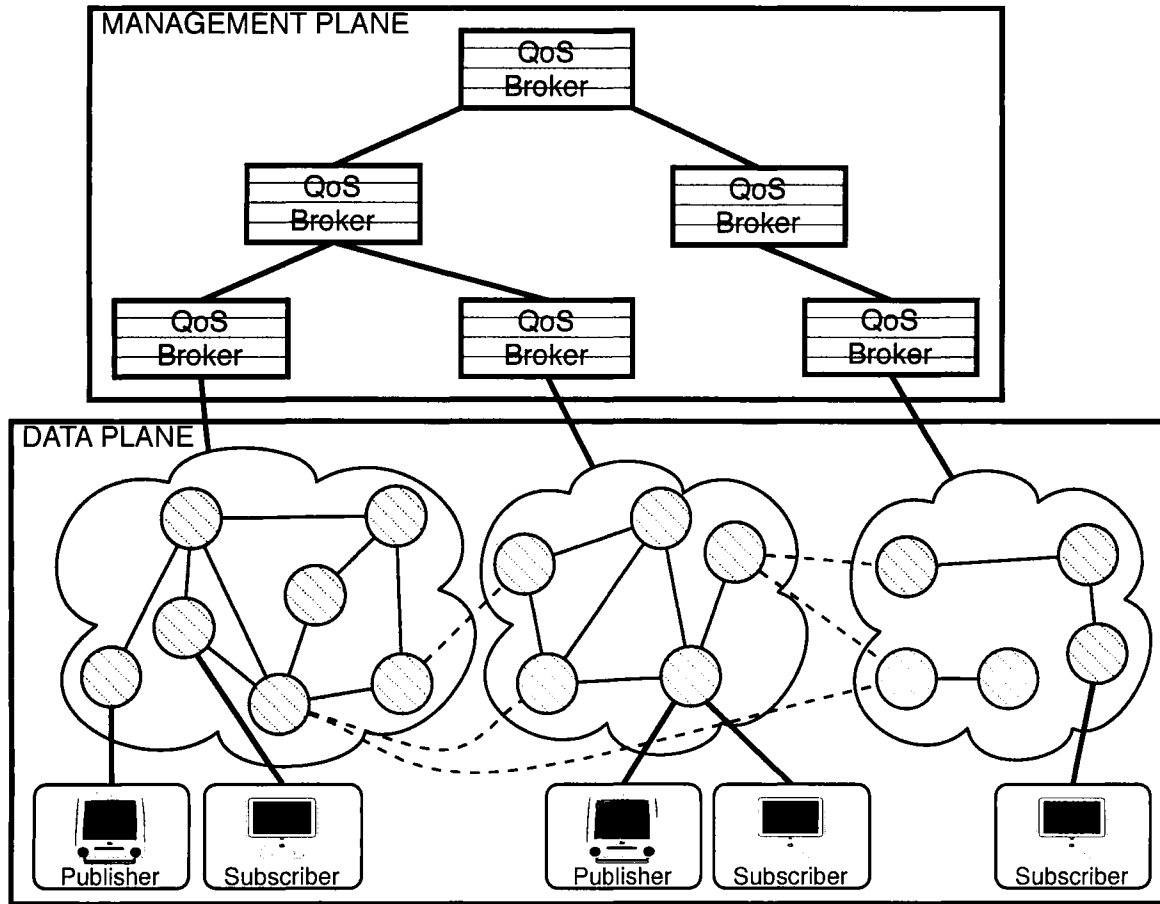 MANAGEMENT PLANE
QoS
Broker
QoS
Broker
QoS
Broker
QoS
Broker
QoS
Broker
QoS
Broker
DATA PLANE
Publisher
Subscriber
Publisher
Subscriber
Subscriber